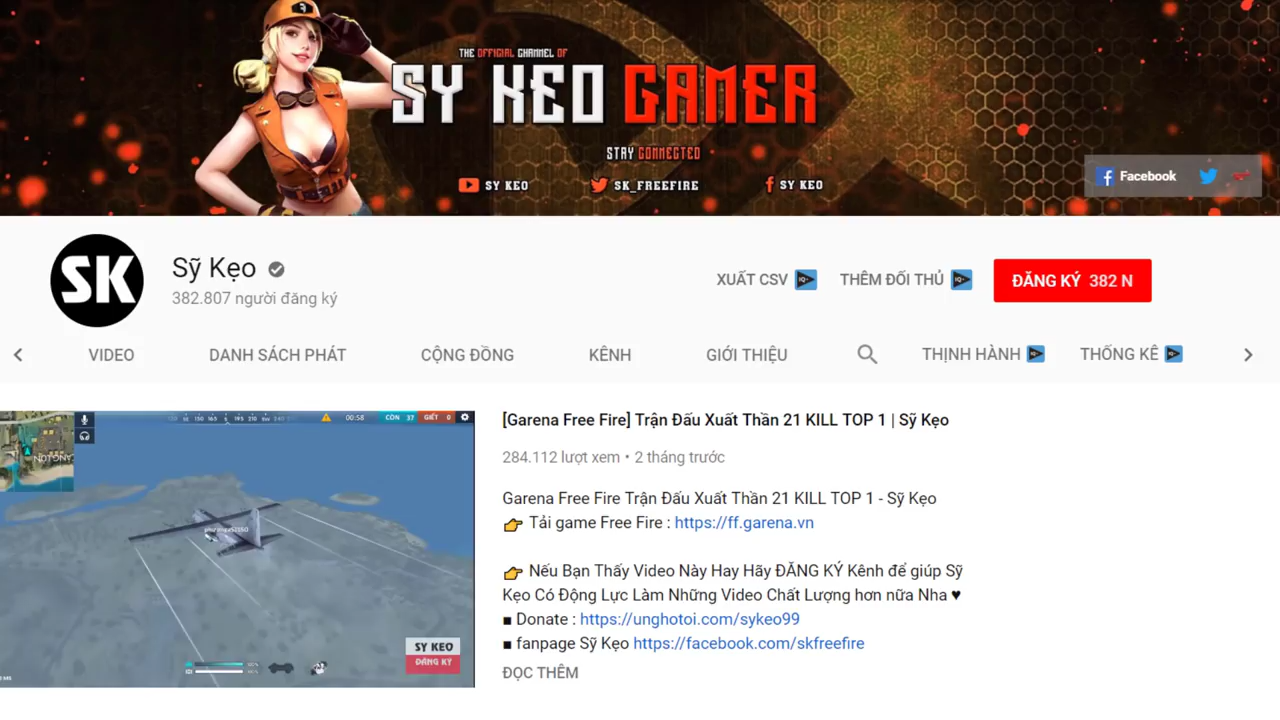 THE OFFICIAL CHANNEL OF
SY KEO GAMER
STAY CONNECTED
SY KEO
SK_FREEFIRE
SY KEO
Facebook
SK
Sỹ Kẹo
382.807 người đăng ký
XUẤT CSV
THÊM ĐỐI THỦ
ĐĂNG KÝ 382 N
VIDEO
DANH SÁCH PHÁT
CỘNG ĐỒNG
KÊNH
GIỚI THIỆU
THỊNH HÀNH
THỐNG KÊ
00:58
CÒN 37
GIẾT 0
SY KEO
ĐĂNG KÝ
[Garena Free Fire] Trận Đấu Xuất Thần 21 KILL TOP 1 | Sỹ Kẹo
284.112 lượt xem • 2 tháng trước
Garena Free Fire Trận Đấu Xuất Thần 21 KILL TOP 1 - Sỹ Kẹo
👉 Tải game Free Fire : https://ff.garena.vn
👉 Nếu Bạn Thấy Video Này Hay Hãy ĐĂNG KÝ Kênh để giúp Sỹ
Kẹo Có Động Lực Làm Những Video Chất Lượng hơn nữa Nha ♥
■ Donate : https://unghotoi.com/sykeo99
■ fanpage Sỹ Kẹo https://facebook.com/skfreefire
ĐỌC THÊM